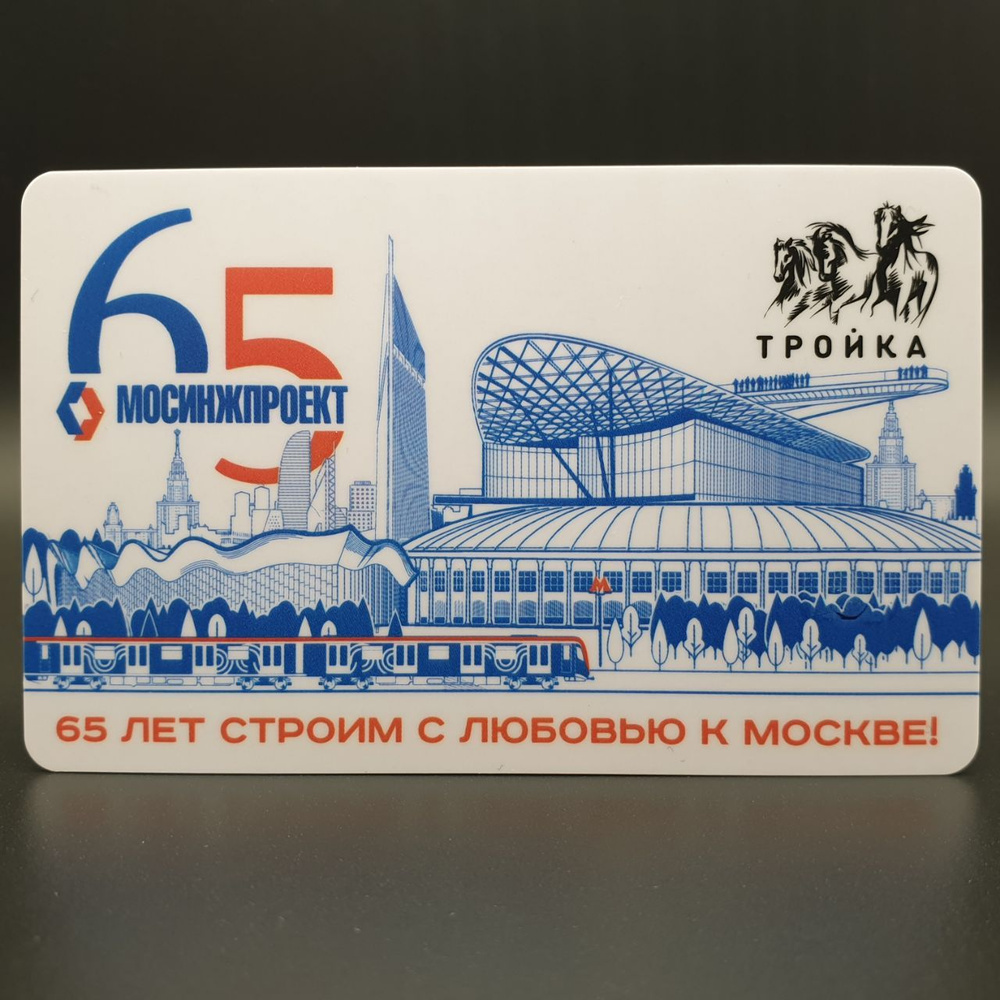 65
МОСИНЖПРОЕКТ
ТРОЙКА
М
65 ЛЕТ СТРОИМ С ЛЮБОВЬЮ К МОСКВЕ!